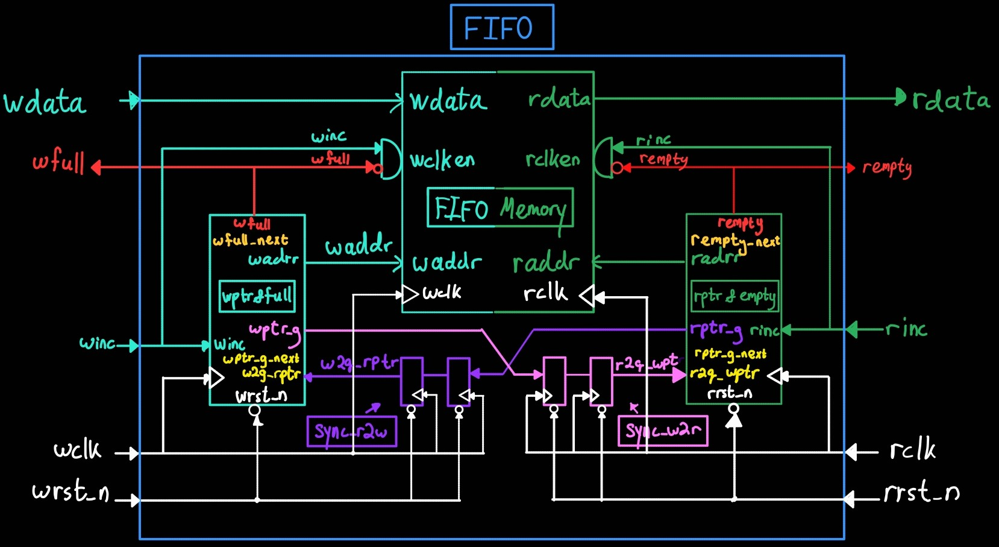 FIFO
wdata
wdata
rdata
rdata
winc
rinc
wfull
wfull
wclken
rclken
rempty
rempty
FIFO Memory
wfull
rempty
wfull_next
rempty_next
wadrr
waddr
waddr
raddr
radrr
wptr&full
wclk
rclk
rptr & empty
wptr_g
rptr_g
rinc
rinc
winc
winc
wptr_g_next
rptr_g_next
w2q_rptr
w2q_rptr
r2q_wpt
r2q_wptr
wrst_n
rrst_n
sync_r2w
sync_w2r
wclk
rclk
wrst_n
rrst_n